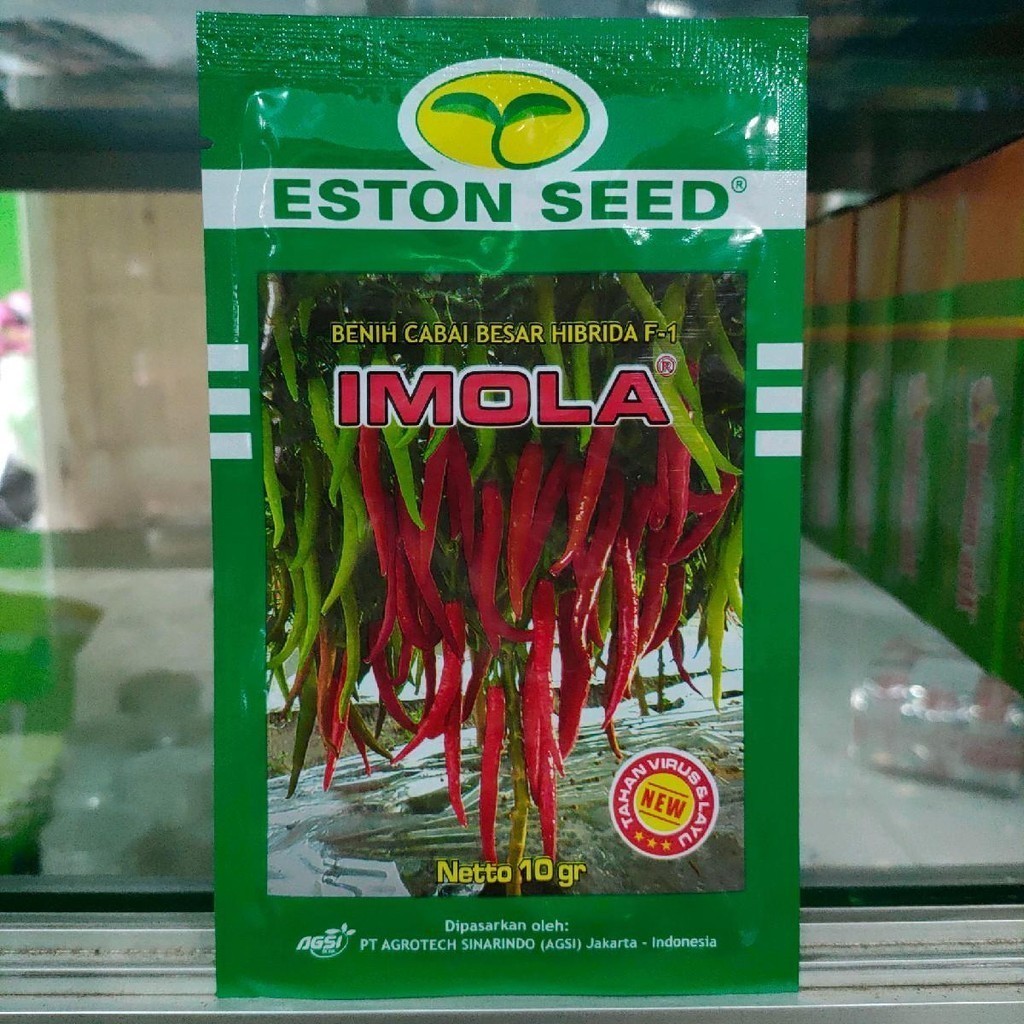 ESTON SEED®
BENIH CABAI BESAR HIBRIDA F-1
IMOLA®
TAHAN VIRUS & LAYU
NEW
Netto 10 gr
Dipasarkan oleh:
AGSI PT AGROTECH SINARINDO (AGSI) Jakarta - Indonesia